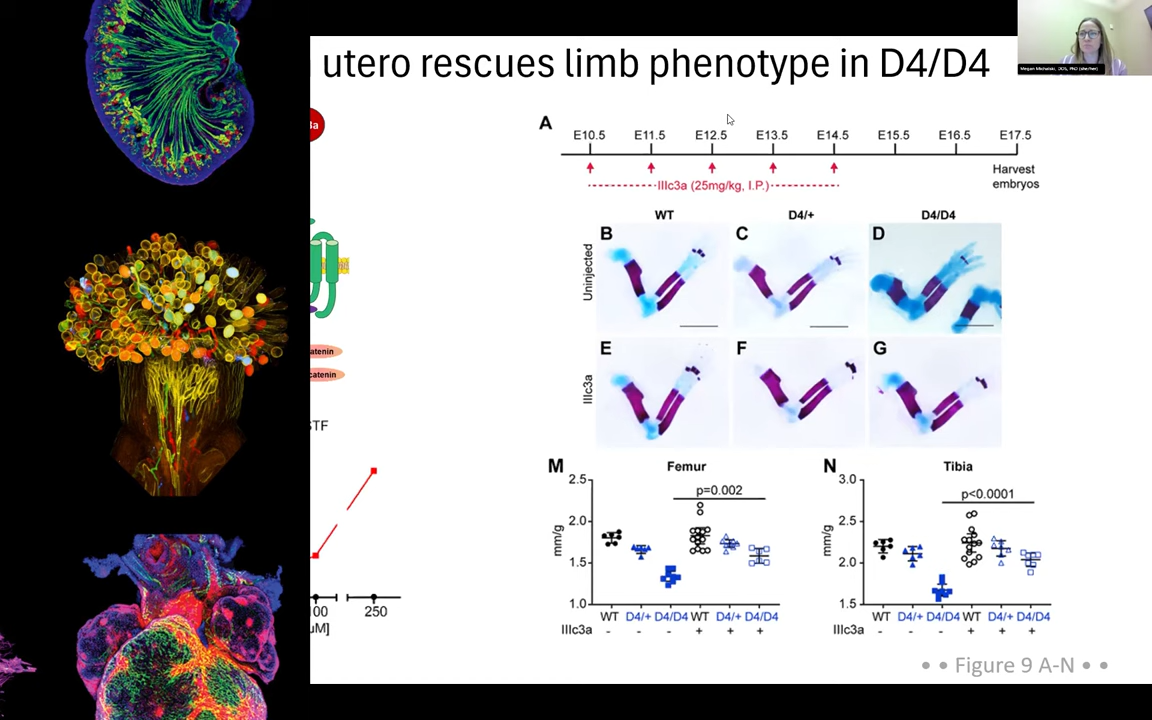 utero rescues limb phenotype in D4/D4
Megan Michalski, DDS, PhD (she/her)
3a
A
E10.5 E11.5 E12.5 E13.5 E14.5 E15.5 E16.5 E17.5
IIIc3a (25mg/kg, I.P.)
Harvest
embryos
WT D4/+ D4/D4
Uninjected
B C D
IIIc3a
E F G
atenin
catenin
STF
100 250
M]
M Femur
p=0.002
mm/g
2.5
2.0
1.5
1.0
WT D4/+ D4/D4 WT D4/+ D4/D4
IIIc3a - - - + + +
N Tibia
p<0.0001
mm/g
3.0
2.5
2.0
1.5
WT D4/+ D4/D4 WT D4/+ D4/D4
IIIc3a - - - + + +
• • Figure 9 A-N • •